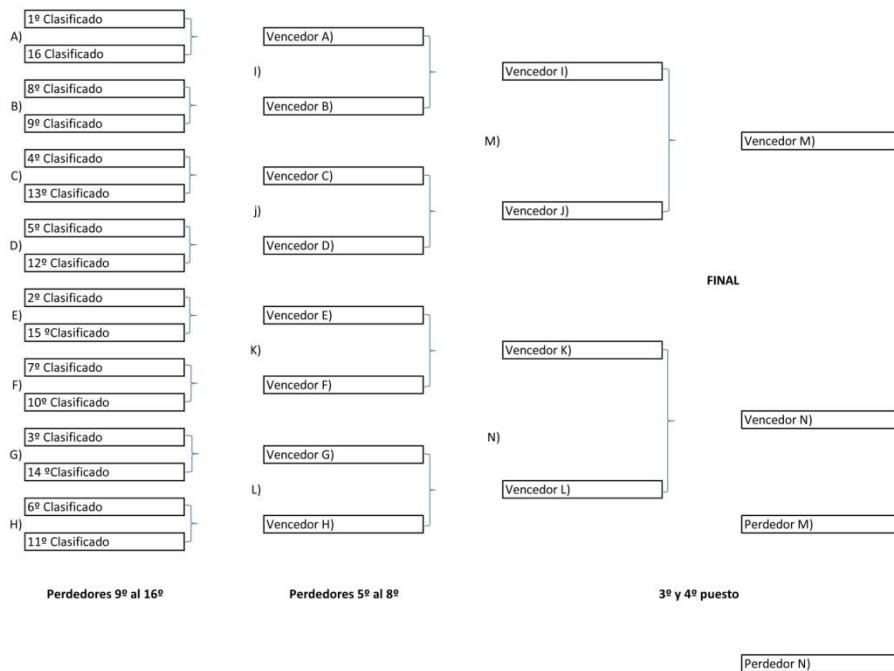 A)
1º Clasificado
16 Clasificado
B)
8º Clasificado
9º Clasificado
C)
4º Clasificado
13º Clasificado
D)
5º Clasificado
12º Clasificado
E)
2º Clasificado
15 ºClasificado
F)
7º Clasificado
10º Clasificado
G)
3º Clasificado
14 ºClasificado
H)
6º Clasificado
11º Clasificado
Perdedores 9º al 16º
Vencedor A)
I)
Vencedor B)
Vencedor C)
j)
Vencedor D)
Vencedor E)
K)
Vencedor F)
Vencedor G)
L)
Vencedor H)
Perdedores 5º al 8º
Vencedor I)
M)
Vencedor J)
Vencedor K)
N)
Vencedor L)
Vencedor M)
FINAL
Vencedor N)
Perdedor M)
3º y 4º puesto
Perdedor N)